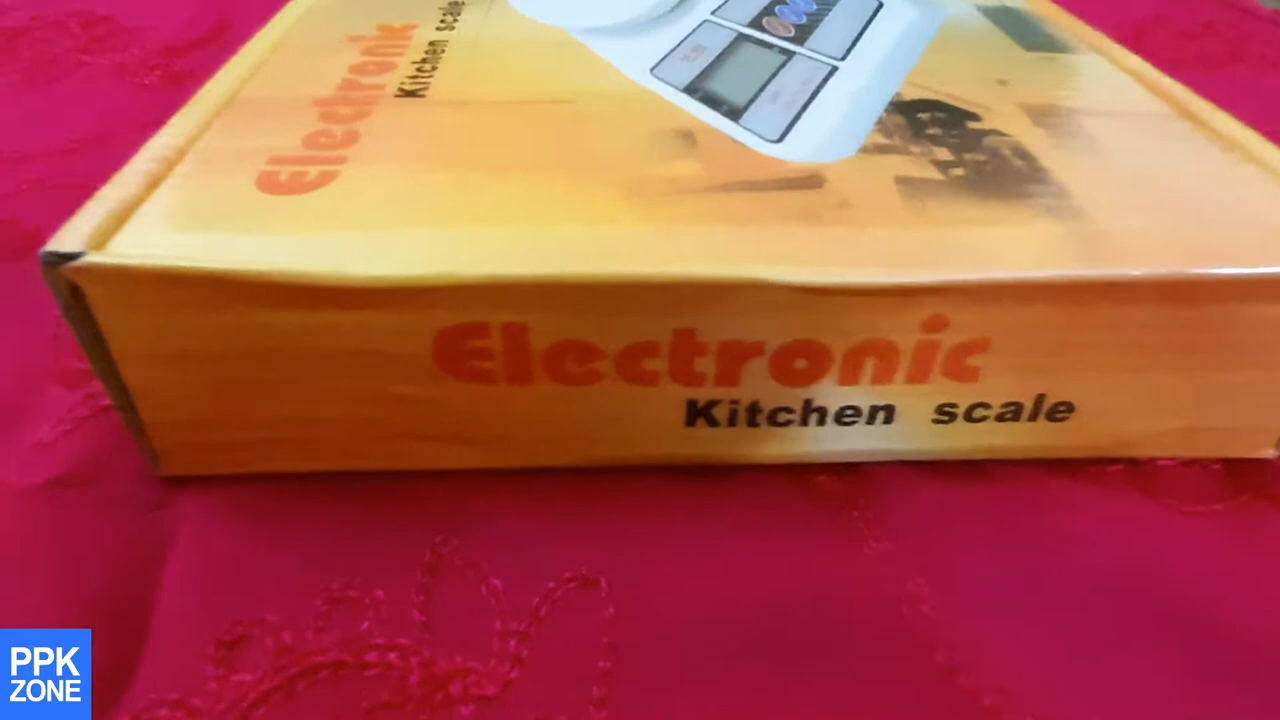 Electronic
Kitchen scale
Electronic
Kitchen scale
PPK
ZONE